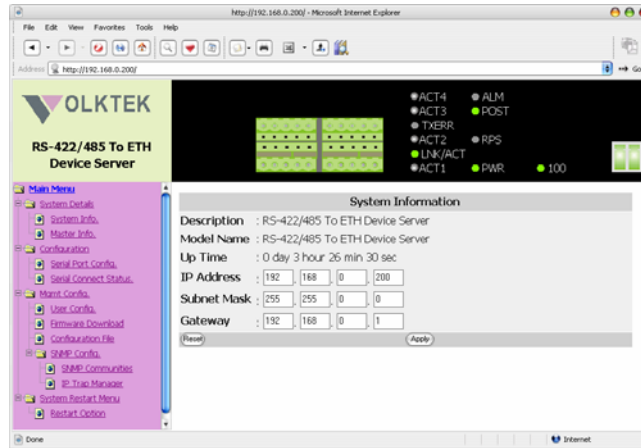 http://192.168.0.200/ - Microsoft Internet Explorer
File Edit View Favorites Tools Help
Address http://192.168.0.200/ Go
VOLKTEK
RS-422/485 To ETH
Device Server
ACT4 ALM
ACT3 POST
TXERR
ACT2 RPS
LNK/ACT
ACT1 PWR 100
Main Menu
System Details
System Info.
Master Info.
Configuration
Serial Port Config.
Serial Connect Status.
Mgmt Config.
User Config.
Firmware Download
Configuration File
SNMP Config.
SNMP Communities
IP Trap Manager
System Restart Menu
Restart Option
System Information
Description : RS-422/485 To ETH Device Server
Model Name : RS-422/485 To ETH Device Server
Up Time : 0 day 3 hour 26 min 30 sec
IP Address : 192 . 168 . 0 . 200
Subnet Mask : 255 . 255 . 0 . 0
Gateway : 192 . 168 . 0 . 1
Reset Apply
Done Internet